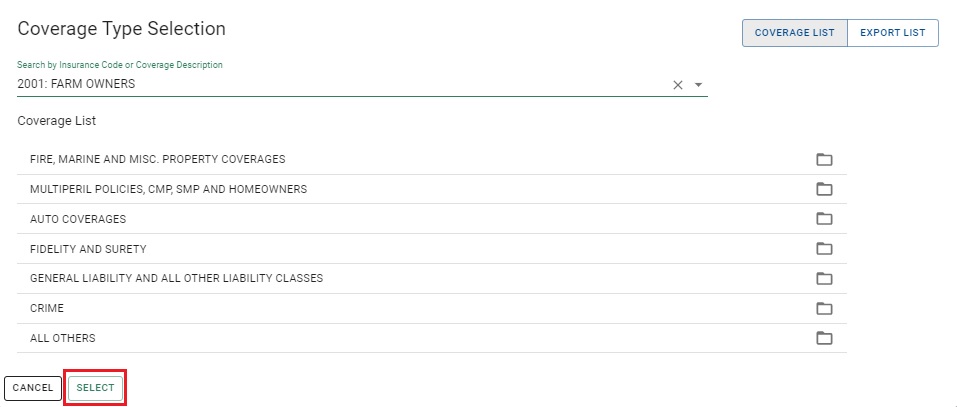 Coverage Type Selection
COVERAGE LIST
EXPORT LIST
Search by Insurance Code or Coverage Description
2001: FARM OWNERS
Coverage List
FIRE, MARINE AND MISC. PROPERTY COVERAGES
MULTIPERIL POLICIES, CMP, SMP AND HOMEOWNERS
AUTO COVERAGES
FIDELITY AND SURETY
GENERAL LIABILITY AND ALL OTHER LIABILITY CLASSES
CRIME
ALL OTHERS
CANCEL
SELECT